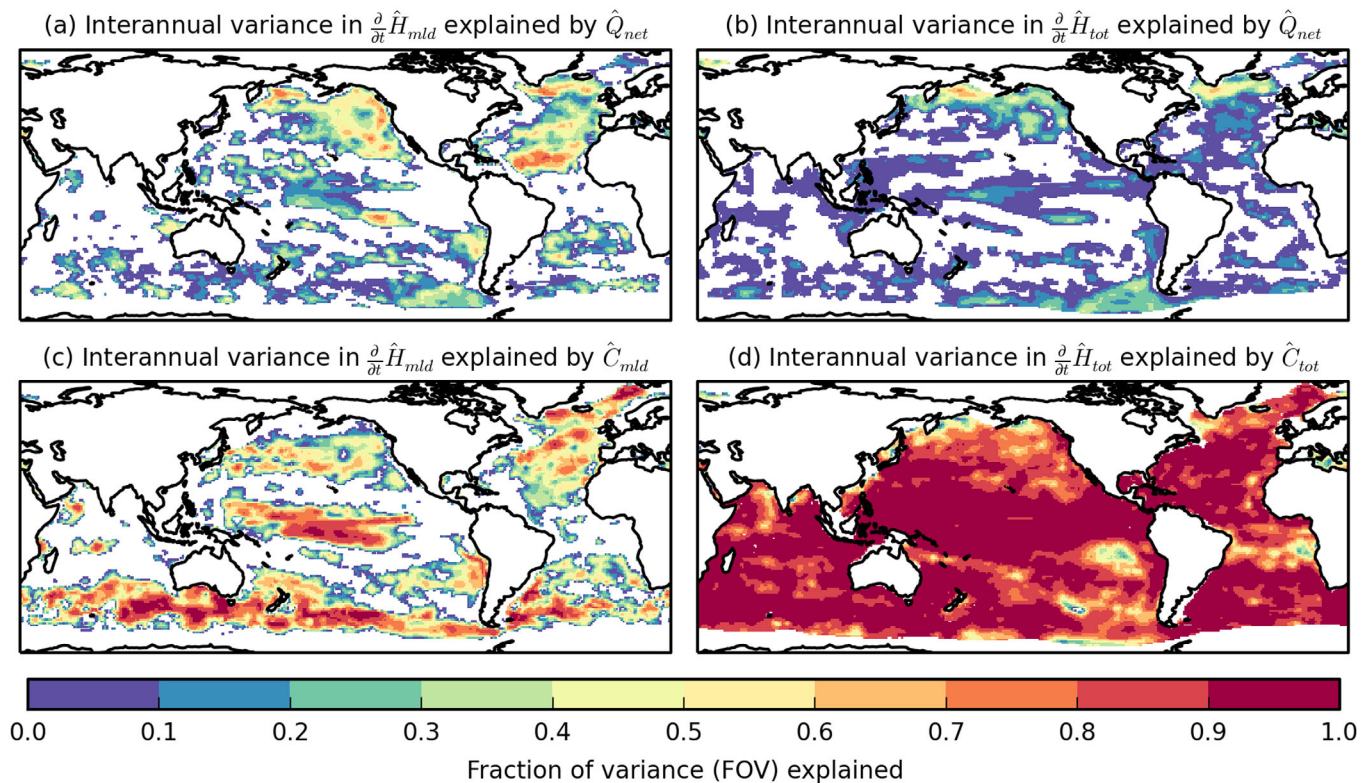 (a) Interannual variance in ∂/∂t Ĥ_mld explained by Q̂_net
(b) Interannual variance in ∂/∂t Ĥ_tot explained by Q̂_net
(c) Interannual variance in ∂/∂t Ĥ_mld explained by Ĉ_mld
(d) Interannual variance in ∂/∂t Ĥ_tot explained by Ĉ_tot
0.0 0.1 0.2 0.3 0.4 0.5 0.6 0.7 0.8 0.9 1.0
Fraction of variance (FOV) explained